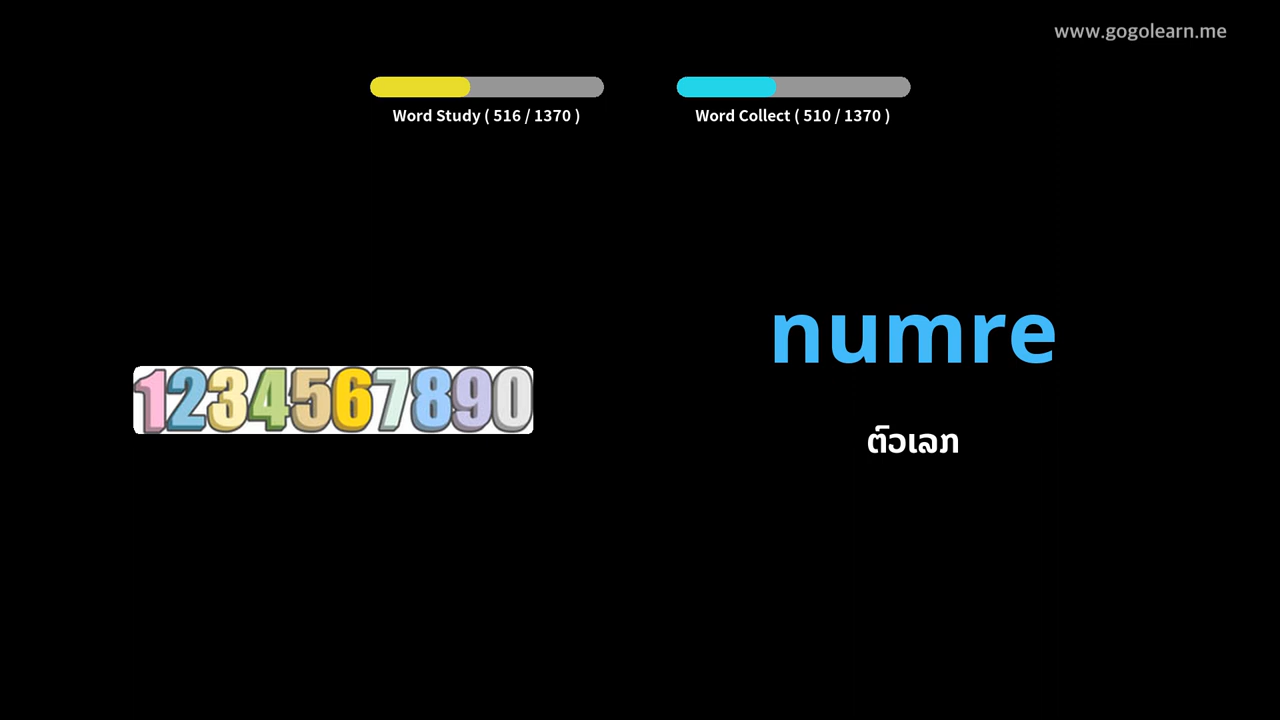 www.gogolearn.me
Word Study ( 516 / 1370 )
Word Collect ( 510 / 1370 )
numre
1234567890
ຕົວເລກ